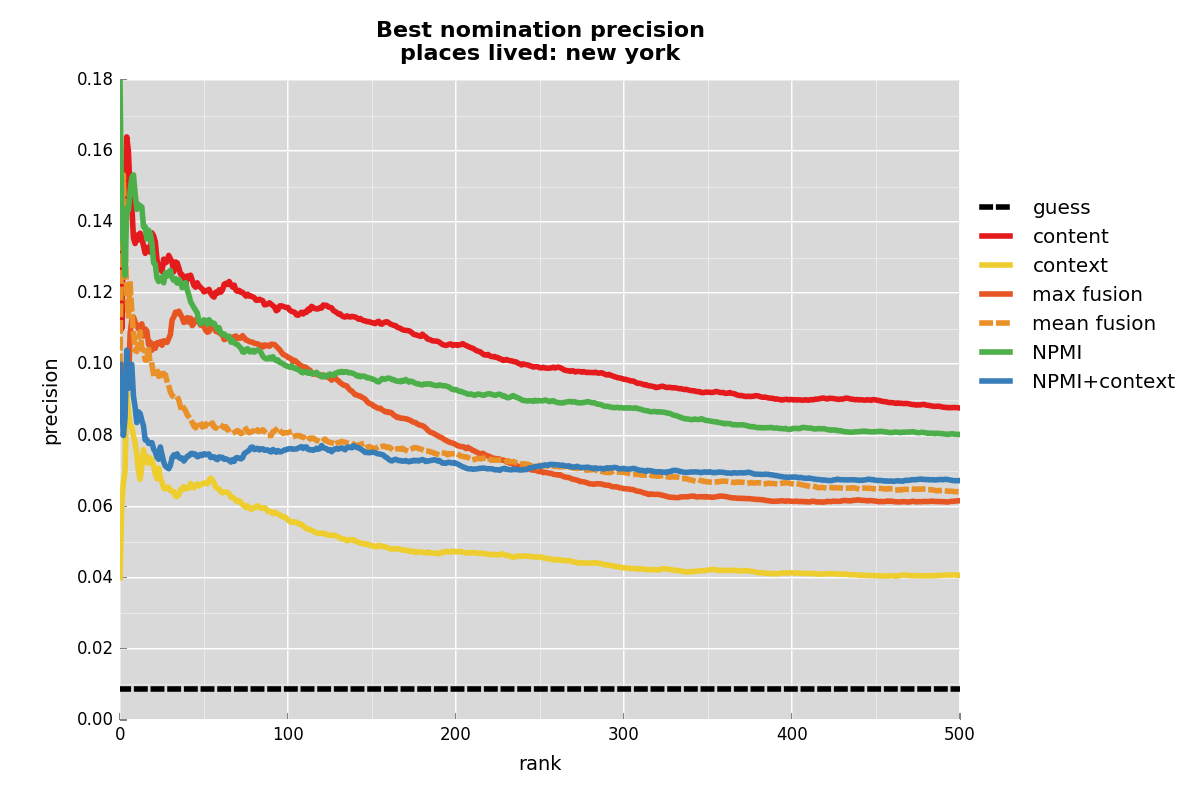 Best nomination precision
places lived: new york
0.18
0.16
0.14
0.12
0.10
0.08
0.06
0.04
0.02
0.00
precision
0
100
200
300
400
500
rank
guess
content
context
max fusion
mean fusion
NPMI
NPMI+context